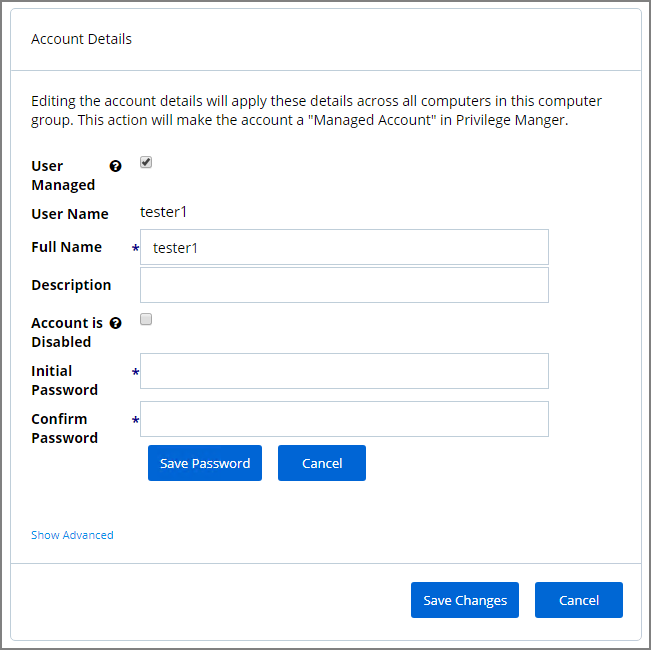 Account Details
Editing the account details will apply these details across all computers in this computer
group. This action will make the account a "Managed Account" in Privilege Manger.
User
Managed
User Name
tester1
Full Name
*
tester1
Description
Account is
Disabled
Initial
Password
*
Confirm
Password
*
Save Password
Cancel
Show Advanced
Save Changes
Cancel